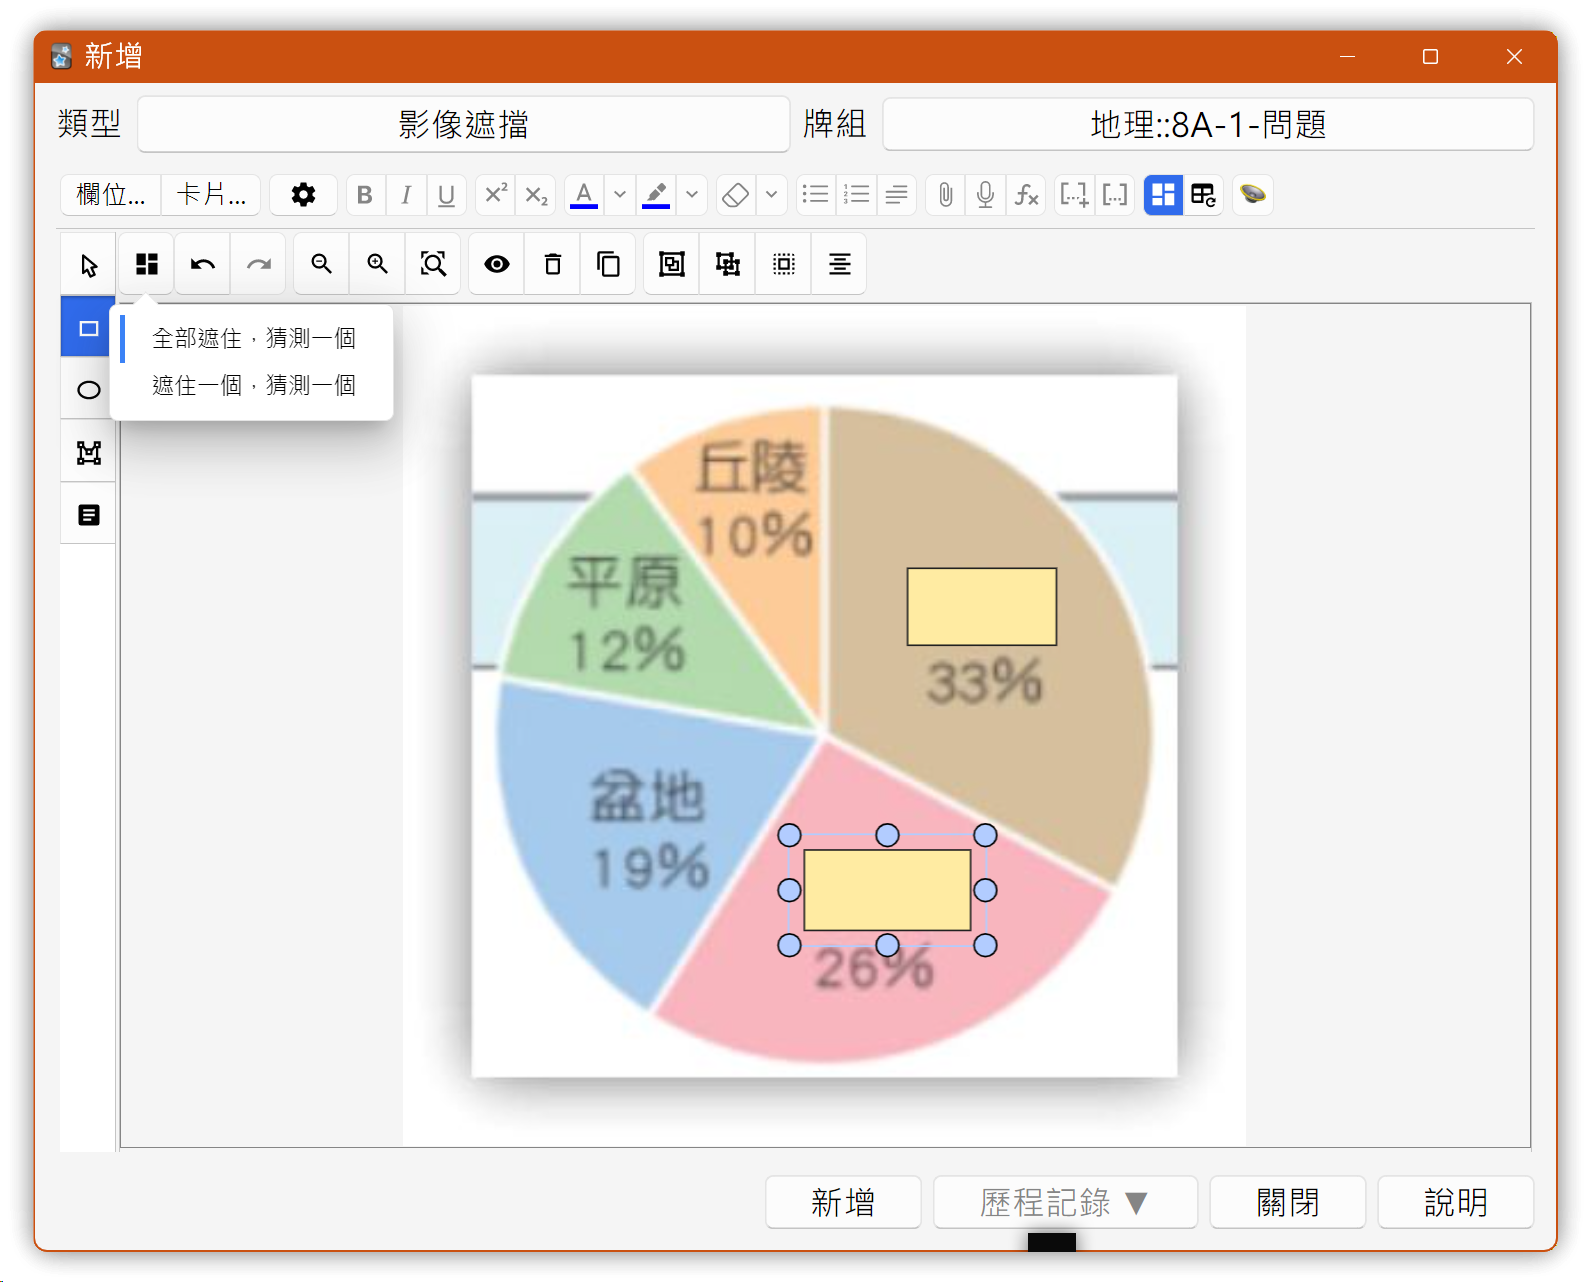 新增
類型
影像遮擋
牌組
地理::8A-1-問題
欄位...
卡片...
B I U x² x₂ A fx [...] [...]
全部遮住，猜測一個
遮住一個，猜測一個
丘陵
10%
平原
12%
33%
盆地
19%
26%
新增
歷程記錄 ▼
關閉
說明